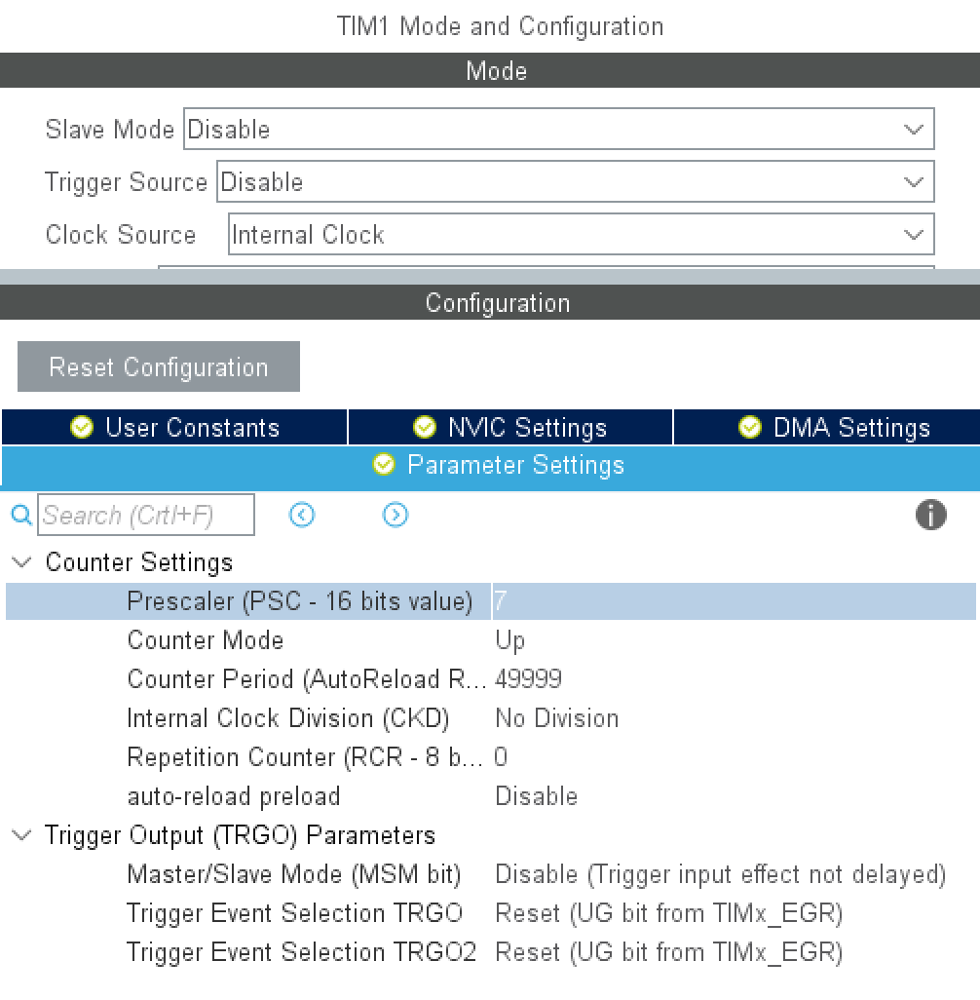 TIM1 Mode and Configuration
Mode
Slave Mode Disable
Trigger Source Disable
Clock Source Internal Clock
Configuration
Reset Configuration
User Constants NVIC Settings DMA Settings
Parameter Settings
Search (Crtl+F) i
Counter Settings
Prescaler (PSC - 16 bits value) 7
Counter Mode Up
Counter Period (AutoReload R... 49999
Internal Clock Division (CKD) No Division
Repetition Counter (RCR - 8 b... 0
auto-reload preload Disable
Trigger Output (TRGO) Parameters
Master/Slave Mode (MSM bit) Disable (Trigger input effect not delayed)
Trigger Event Selection TRGO Reset (UG bit from TIMx_EGR)
Trigger Event Selection TRGO2 Reset (UG bit from TIMx_EGR)